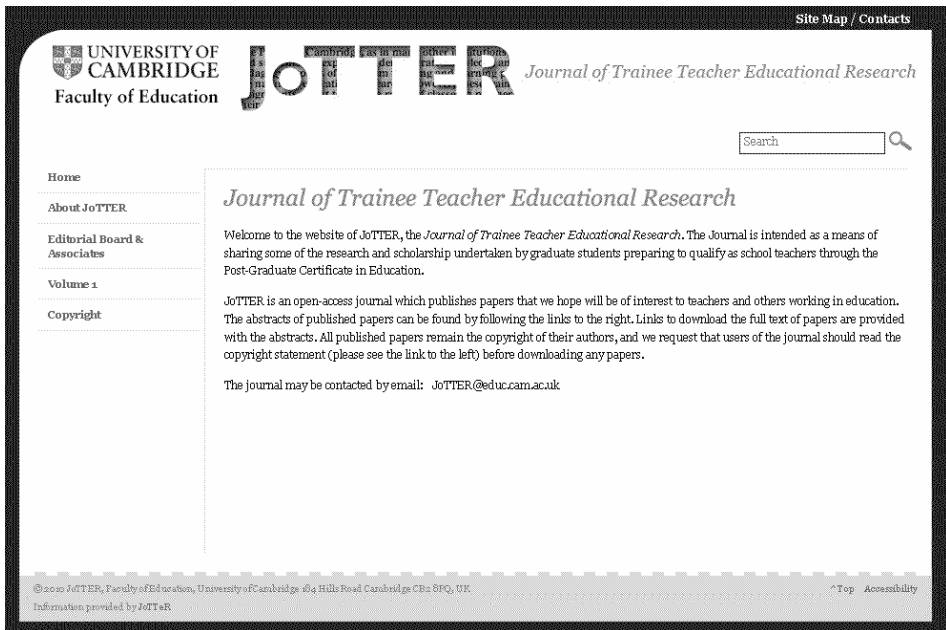 Site Map / Contacts
UNIVERSITY OF
CAMBRIDGE
Faculty of Education
JoTTER
Journal of Trainee Teacher Educational Research
Search
Home
About JoTTER
Editorial Board &
Associates
Volume 1
Copyright
Journal of Trainee Teacher Educational Research
Welcome to the website of JoTTER, the Journal of Trainee Teacher Educational Research. The Journal is intended as a means of
sharing some of the research and scholarship undertaken by graduate students preparing to qualify as school teachers through the
Post-Graduate Certificate in Education.
JoTTER is an open-access journal which publishes papers that we hope will be of interest to teachers and others working in education.
The abstracts of published papers can be found by following the links to the right. Links to download the full text of papers are provided
with the abstracts. All published papers remain the copyright of their authors, and we request that users of the journal should read the
copyright statement (please see the link to the left) before downloading any papers.
The journal may be contacted by email: JoTTER@educ.cam.ac.uk
©2010 JoTTER, Faculty of Education, University of Cambridge 184 Hills Road Cambridge CB2 8PQ, UK
^Top Accessibility
Information provided by JoTTeR